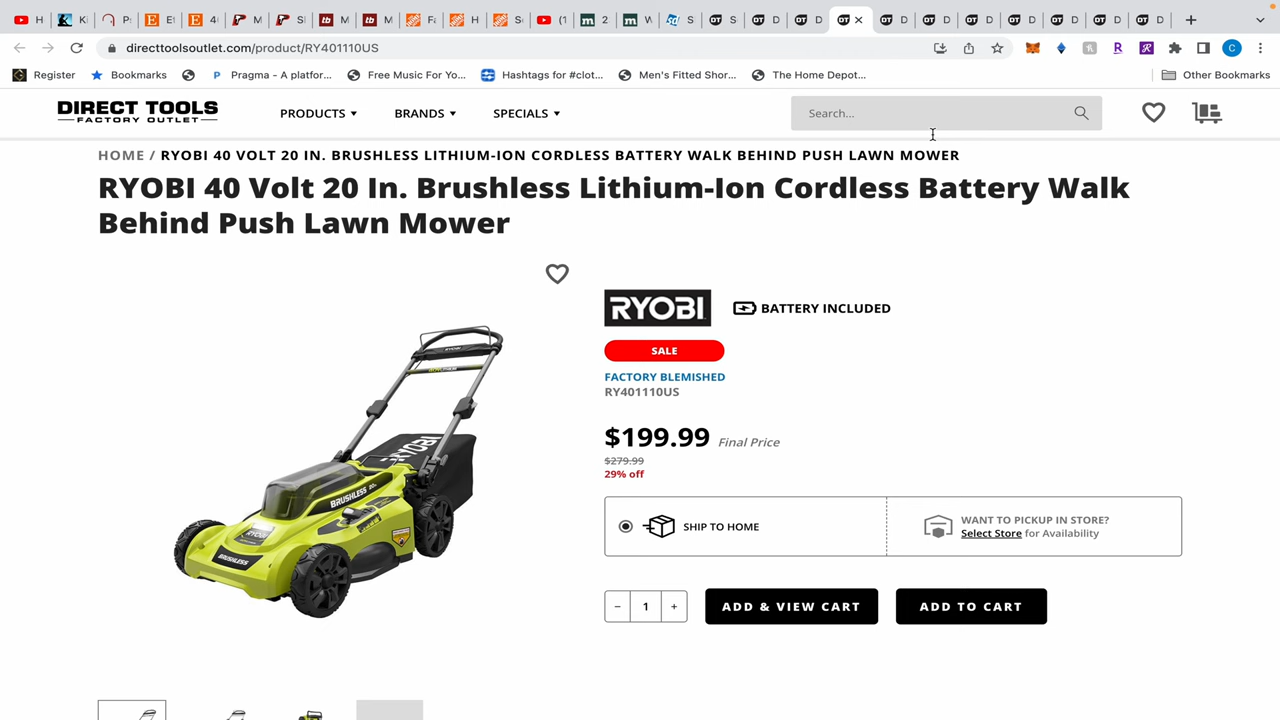 directtoolsoutlet.com/product/RY401110US
C
Register
Bookmarks
Pragma - A platfor...
Free Music For Yo...
Hashtags for #clot...
Men's Fitted Shor...
The Home Depot...
Other Bookmarks
DIRECT TOOLS
FACTORY OUTLET
PRODUCTS
BRANDS
SPECIALS
Search...
HOME / RYOBI 40 VOLT 20 IN. BRUSHLESS LITHIUM-ION CORDLESS BATTERY WALK BEHIND PUSH LAWN MOWER
RYOBI 40 Volt 20 In. Brushless Lithium-Ion Cordless Battery Walk
Behind Push Lawn Mower
RYOBI
BATTERY INCLUDED
SALE
FACTORY BLEMISHED
RY401110US
$199.99 Final Price
$279.99
29% off
RYOBI
BRUSHLESS
BRUSHLESS
SHIP TO HOME
WANT TO PICKUP IN STORE?
Select Store for Availability
− 1 +
ADD & VIEW CART
ADD TO CART